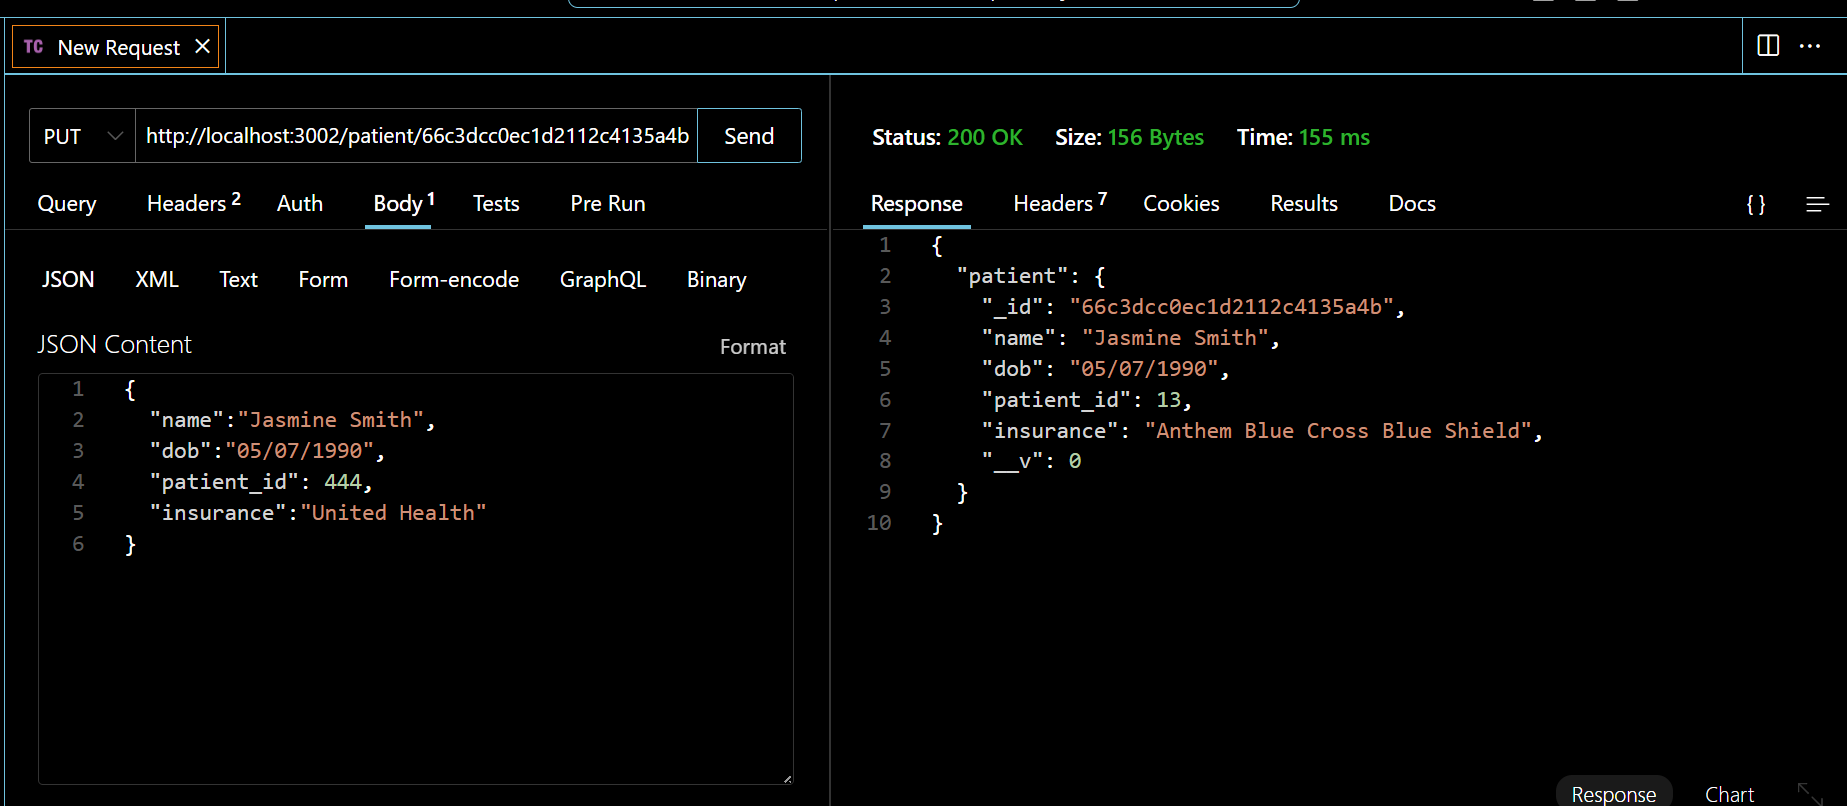 TC New Request
PUT http://localhost:3002/patient/66c3dcc0ec1d2112c4135a4b Send
Query Headers 2 Auth Body 1 Tests Pre Run
JSON XML Text Form Form-encode GraphQL Binary
JSON Content Format
1 {
2 "name":"Jasmine Smith",
3 "dob":"05/07/1990",
4 "patient_id": 444,
5 "insurance":"United Health"
6 }
Status: 200 OK Size: 156 Bytes Time: 155 ms
Response Headers 7 Cookies Results Docs { }
1 {
2 "patient": {
3 "_id": "66c3dcc0ec1d2112c4135a4b",
4 "name": "Jasmine Smith",
5 "dob": "05/07/1990",
6 "patient_id": 13,
7 "insurance": "Anthem Blue Cross Blue Shield",
8 "__v": 0
9 }
10 }
Response Chart